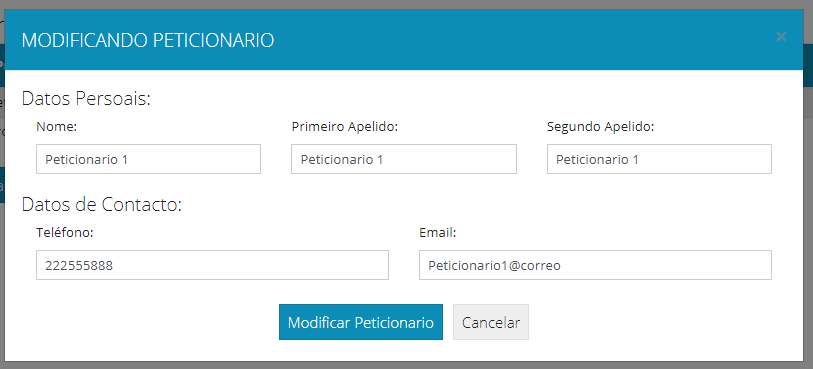 MODIFICANDO PETICIONARIO ×
Datos Persoais:
Nome: Primeiro Apelido: Segundo Apelido:
Peticionario 1 Peticionario 1 Peticionario 1
Datos de Contacto:
Teléfono: Email:
222555888 Peticionario1@correo
Modificar Peticionario Cancelar